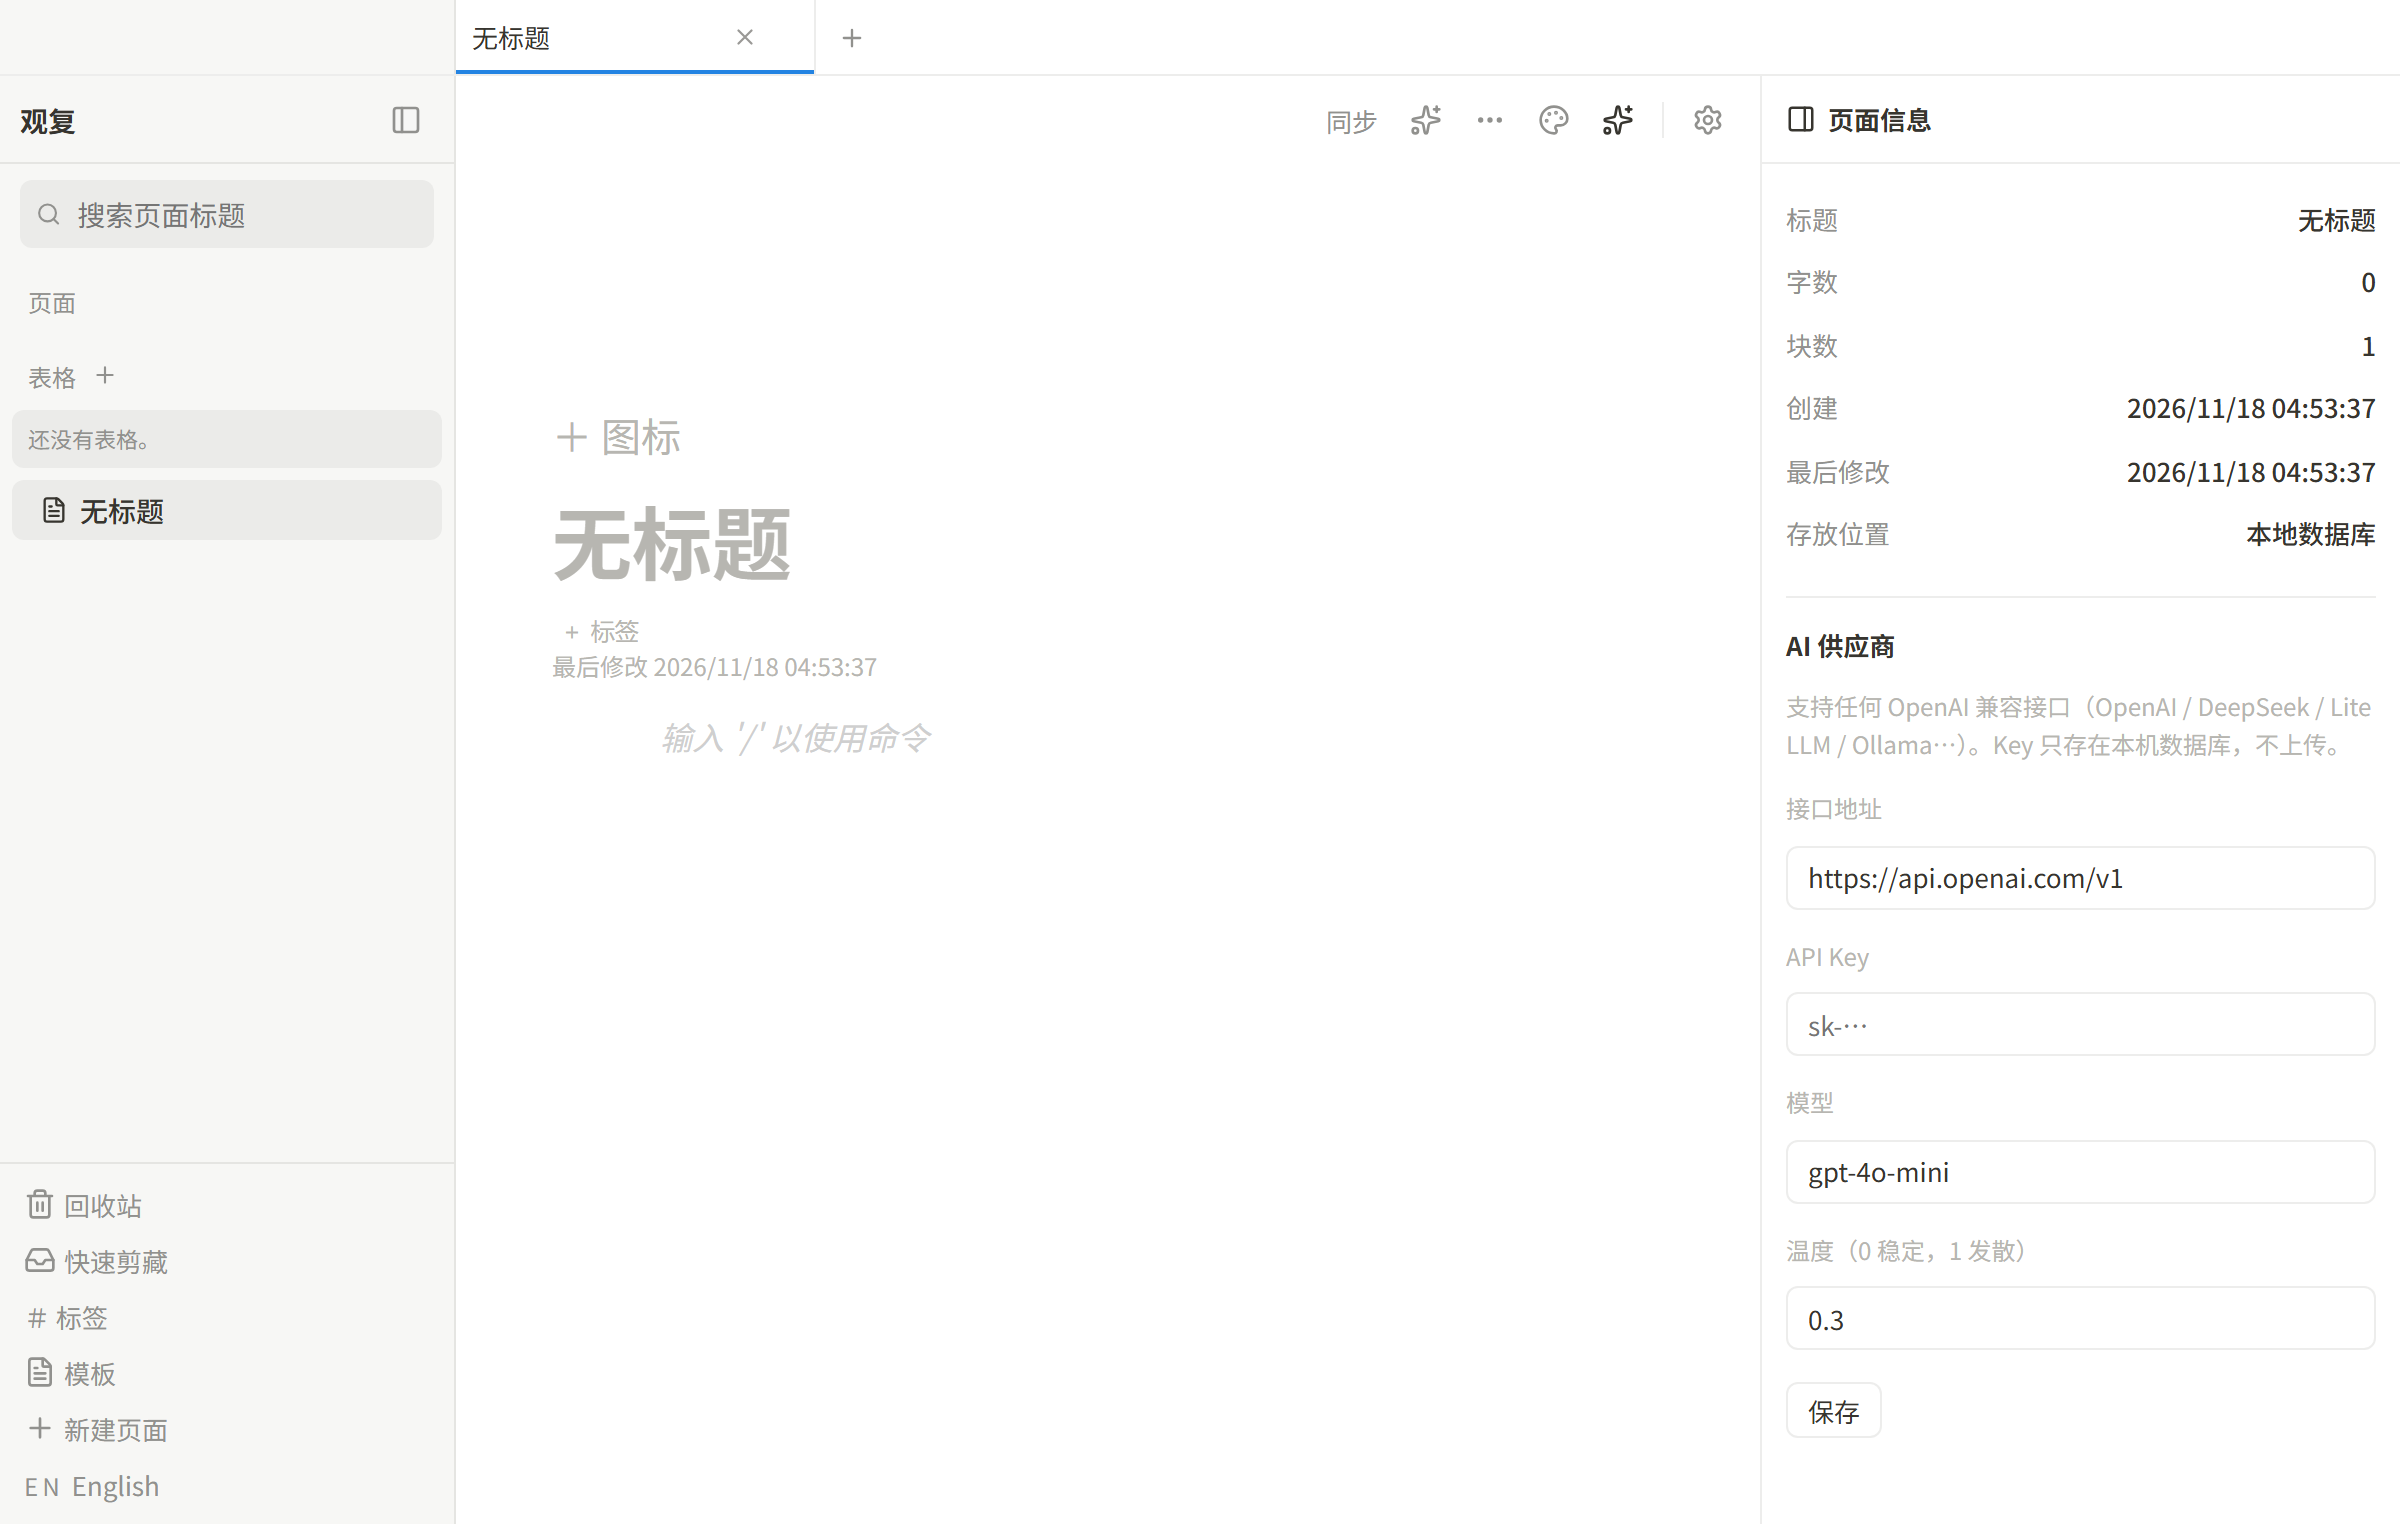 无标题
观复
搜索页面标题
页面
表格
还没有表格。
无标题
回收站
快速剪藏
# 标签
模板
新建页面
EN English
同步
图标
无标题
+ 标签
最后修改 2026/11/18 04:53:37
输入 '/' 以使用命令
页面信息
标题 无标题
字数 0
块数 1
创建 2026/11/18 04:53:37
最后修改 2026/11/18 04:53:37
存放位置 本地数据库
AI 供应商
支持任何 OpenAI 兼容接口（OpenAI / DeepSeek / Lite
LLM / Ollama…）。Key 只存在本机数据库，不上传。
接口地址
https://api.openai.com/v1
API Key
sk-…
模型
gpt-4o-mini
温度（0 稳定，1 发散）
0.3
保存